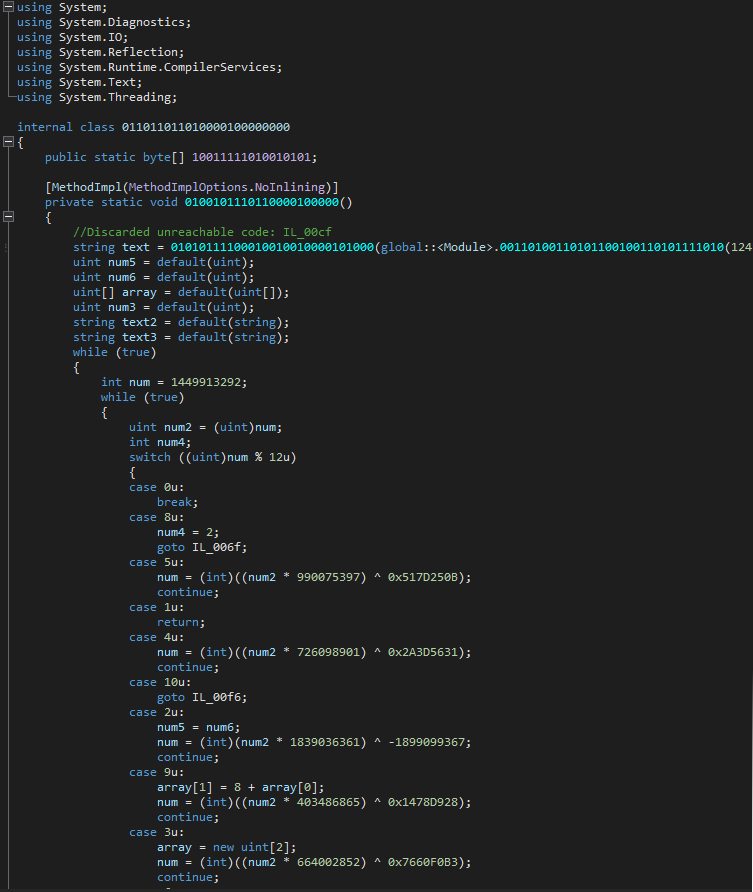 using System;
using System.Diagnostics;
using System.IO;
using System.Reflection;
using System.Runtime.CompilerServices;
using System.Text;
using System.Threading;
internal class 011011011010000100000000
{
public static byte[] 10011111010010101;
[MethodImpl(MethodImplOptions.NoInlining)]
private static void 0100101110110000100000()
{
//Discarded unreachable code: IL_00cf
string text = 01010111100010010010000101000(global::<Module>.001101001101011001001101011111010(124
uint num5 = default(uint);
uint num6 = default(uint);
uint[] array = default(uint[]);
uint num3 = default(uint);
string text2 = default(string);
string text3 = default(string);
while (true)
{
int num = 1449913292;
while (true)
{
uint num2 = (uint)num;
int num4;
switch ((uint)num % 12u)
{
case 0u:
break;
case 8u:
num4 = 2;
goto IL_006f;
case 5u:
num = (int)((num2 * 990075397) ^ 0x517D250B);
continue;
case 1u:
return;
case 4u:
num = (int)((num2 * 726098901) ^ 0x2A3D5631);
continue;
case 10u:
goto IL_00f6;
case 2u:
num5 = num6;
num = (int)(num2 * 1839036361) ^ -1899099367;
continue;
case 9u:
array[1] = 8 + array[0];
num = (int)((num2 * 403486865) ^ 0x1478D928);
continue;
case 3u:
array = new uint[2];
num = (int)((num2 * 664002852) ^ 0x7660F0B3);
continue;